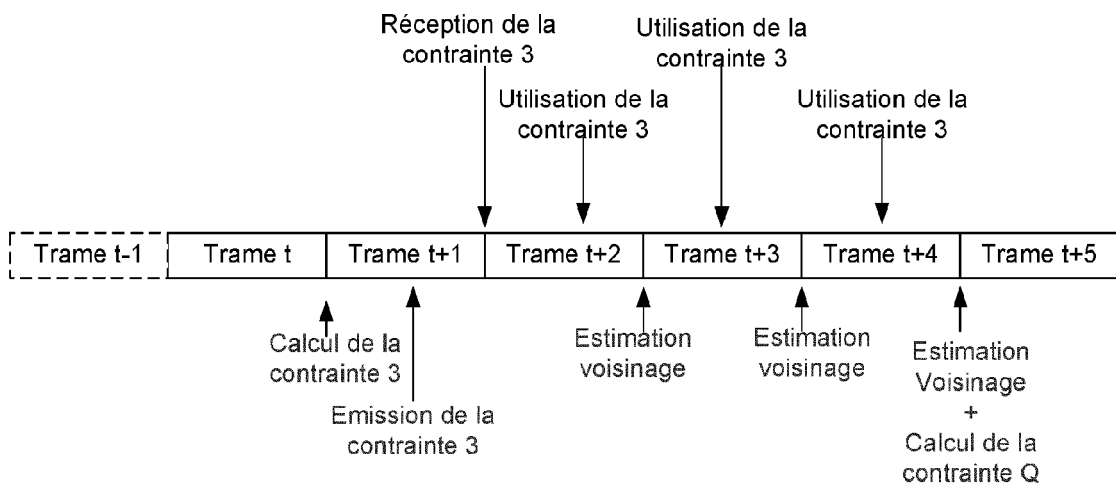 Réception de la
contrainte 3
Utilisation de la
contrainte 3
Utilisation de la
contrainte 3
Utilisation de la
contrainte 3
Trame t-1
Trame t
Trame t+1
Trame t+2
Trame t+3
Trame t+4
Trame t+5
Calcul de la
contrainte 3
Emission de la
contrainte 3
Estimation
voisinage
Estimation
voisinage
Estimation
Voisinage
+
Calcul de la
contrainte Q